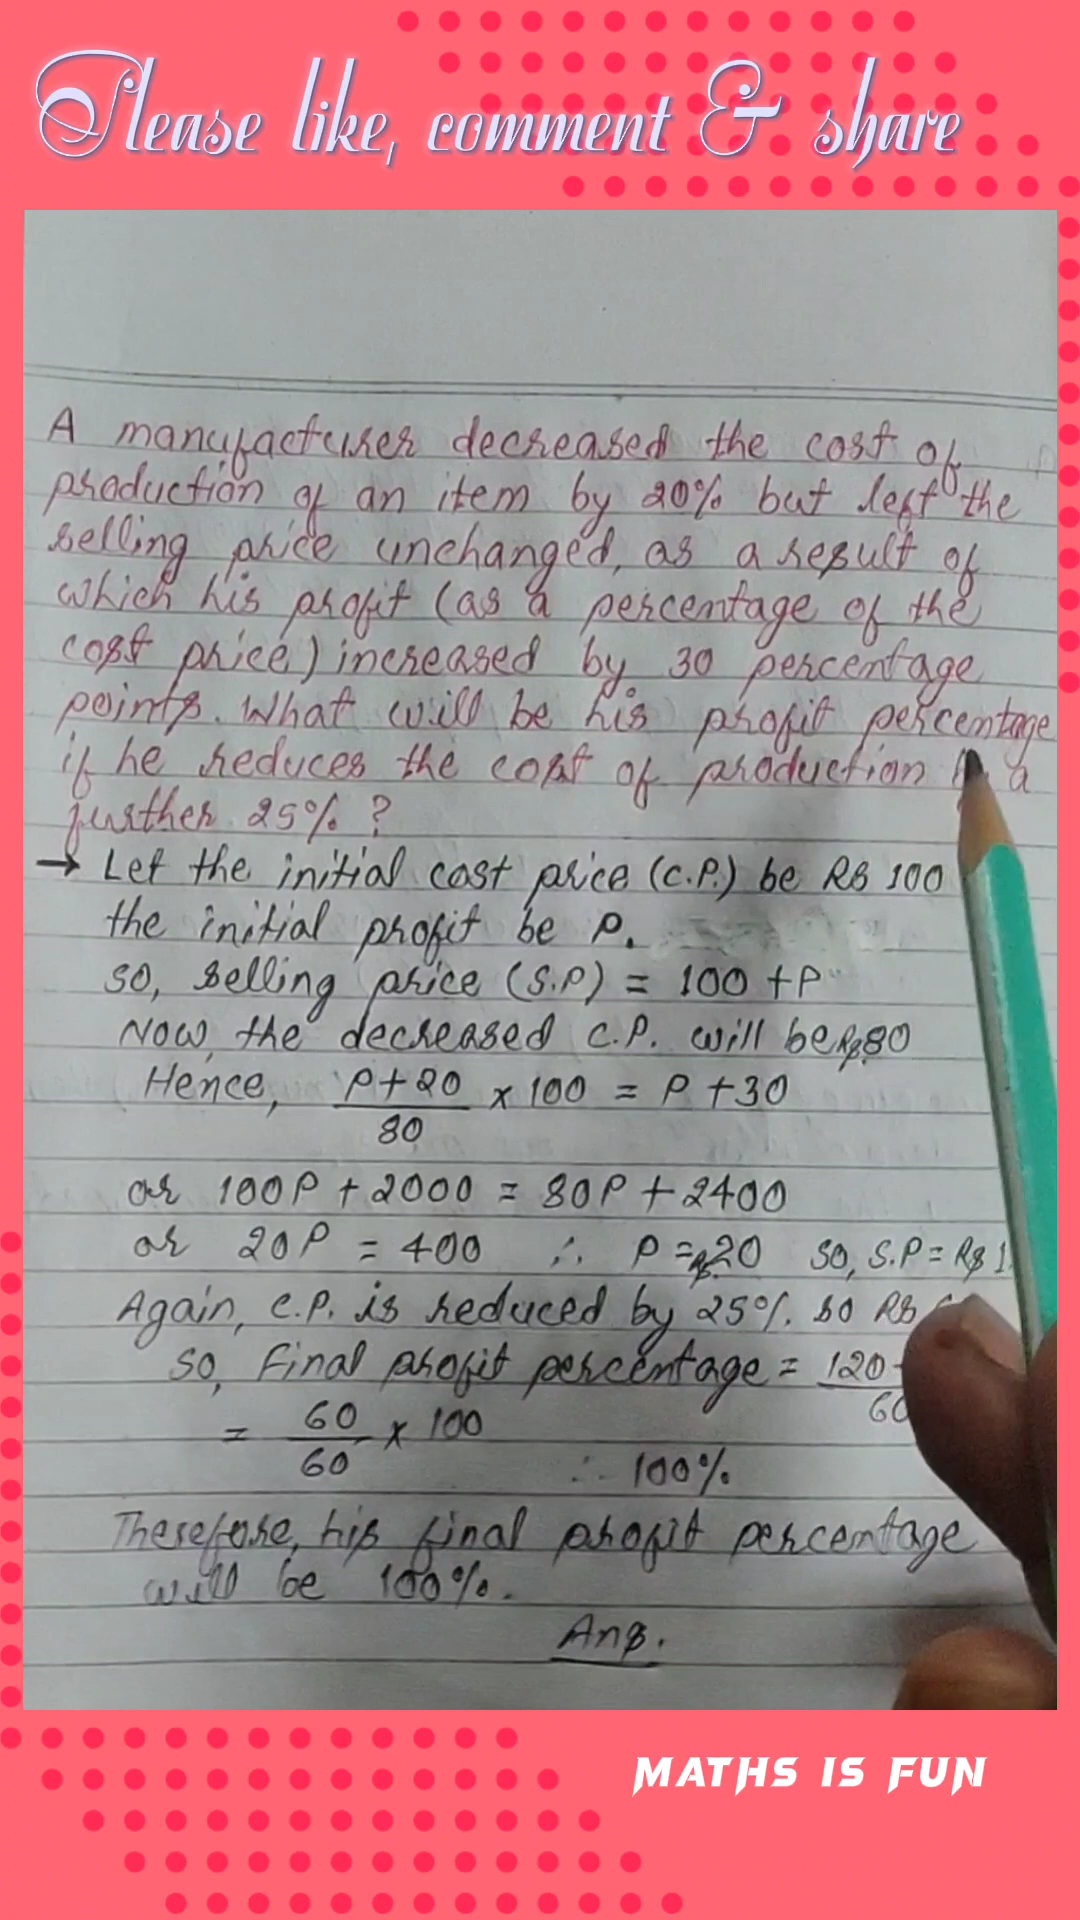 Please like, comment & share
A manufacturer decreased the cost of
production of an item by 20% but left the
selling price unchanged, as a result of
which his profit (as a percentage of the
cost price) increased by 30 percentage
points. What will be his profit percentage
if he reduces the cost of production a
further 25% ?
→ Let the initial cost price (C.P.) be RS 100
the initial profit be P.
so, selling price (S.P) = 100 + P
Now, the decreased C.P. will be Rs 80
Hence, P+20/80 x 100 = P + 30
or 100P + 2000 = 80P + 2400
or 20P = 400 ∴ P = Rs 20 so, S.P = Rs
Again, C.P. is reduced by 25%. so RS
so, Final profit percentage = 120-/60
= 60/60 x 100 ∴ 100%
Therefore, his final profit percentage
will be 100%.
Ans.
MATHS IS FUN